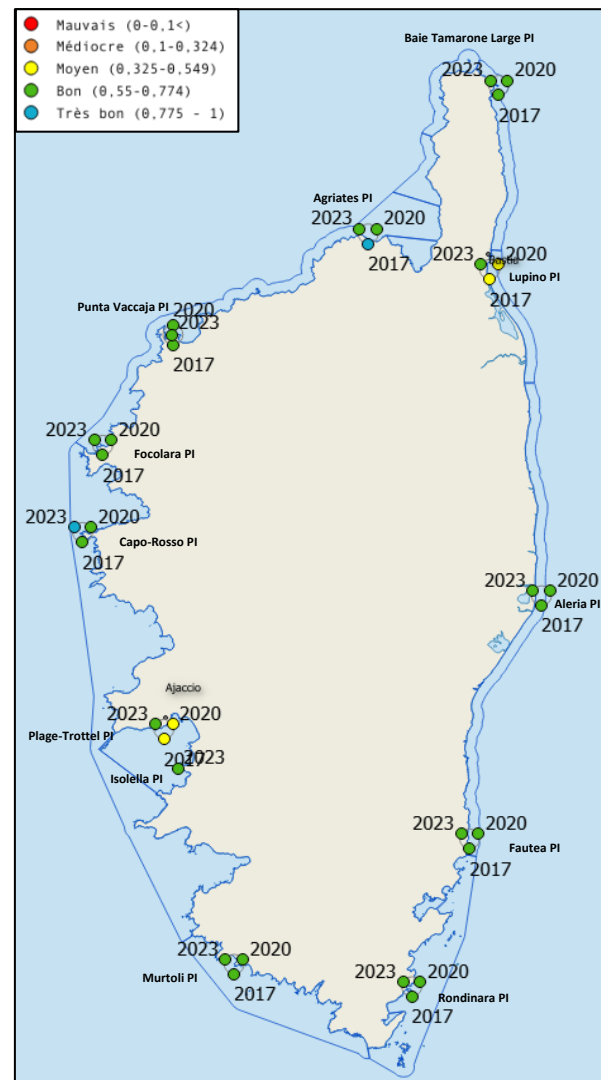 Mauvais (0-0,1<)
Médiocre (0,1-0,324)
Moyen (0,325-0,549)
Bon (0,55-0,774)
Très bon (0,775 - 1)
Baie Tamarone Large PI
2023 2020
2017
Agriates PI
2023 2020
2017
2023 2020
Bastia
Lupino PI
2017
Punta Vaccaja PI
2020
2023
2017
2023 2020
Focolara PI
2017
2023 2020
Capo-Rosso PI
2017
2023 2020
Aleria PI
2017
Ajaccio
2023 2020
Plage-Trottel PI
2017
2023
Isolella PI
2023 2020
Fautea PI
2017
2023 2020
Murtoli PI
2017
2023 2020
Rondinara PI
2017